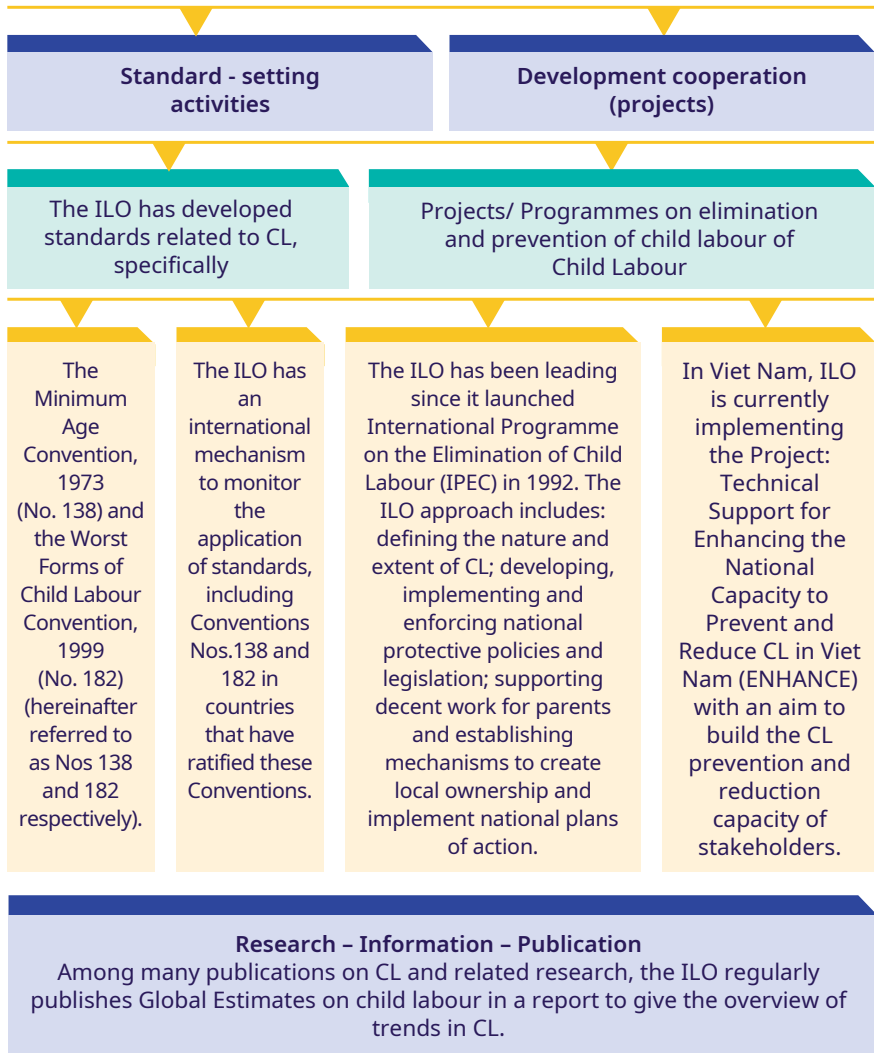 Standard - setting
activities
Development cooperation
(projects)
The ILO has developed
standards related to CL,
specifically
Projects/ Programmes on elimination
and prevention of child labour of
Child Labour
The
Minimum
Age
Convention,
1973
(No. 138) and
the Worst
Forms of
Child Labour
Convention,
1999
(No. 182)
(hereinafter
referred to
as Nos 138
and 182
respectively).
The ILO has
an
international
mechanism
to monitor
the
application
of standards,
including
Conventions
Nos.138 and
182 in
countries
that have
ratified these
Conventions.
The ILO has been leading
since it launched
International Programme
on the Elimination of Child
Labour (IPEC) in 1992. The
ILO approach includes:
defining the nature and
extent of CL; developing,
implementing and
enforcing national
protective policies and
legislation; supporting
decent work for parents
and establishing
mechanisms to create
local ownership and
implement national plans
of action.
In Viet Nam, ILO
is currently
implementing
the Project:
Technical
Support for
Enhancing the
National
Capacity to
Prevent and
Reduce CL in Viet
Nam (ENHANCE)
with an aim to
build the CL
prevention and
reduction
capacity of
stakeholders.
Research – Information – Publication
Among many publications on CL and related research, the ILO regularly
publishes Global Estimates on child labour in a report to give the overview of
trends in CL.